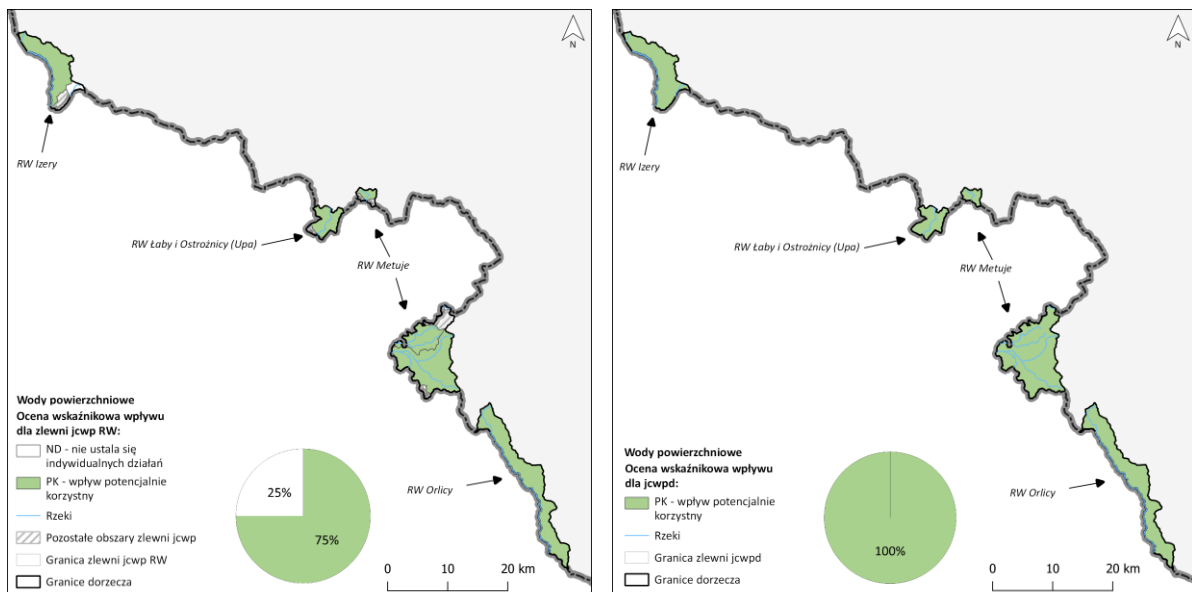 N
RW Izery
RW Łaby i Ostrożnicy (Upa)
RW Metuje
RW Orlicy
Wody powierzchniowe
Ocena wskaźnikowa wpływu
dla zlewni jcwp RW:
ND - nie ustala się
indywidualnych działań
PK - wpływ potencjalnie
korzystny
Rzeki
Pozostałe obszary zlewni jcwp
Granica zlewni jcwp RW
Granice dorzecza
25%
75%
0 10 20 km
N
RW Izery
RW Łaby i Ostrożnicy (Upa)
RW Metuje
RW Orlicy
Wody powierzchniowe
Ocena wskaźnikowa wpływu
dla jcwpd:
PK - wpływ potencjalnie
korzystny
Rzeki
Granica zlewni jcwpd
Granice dorzecza
100%
0 10 20 km